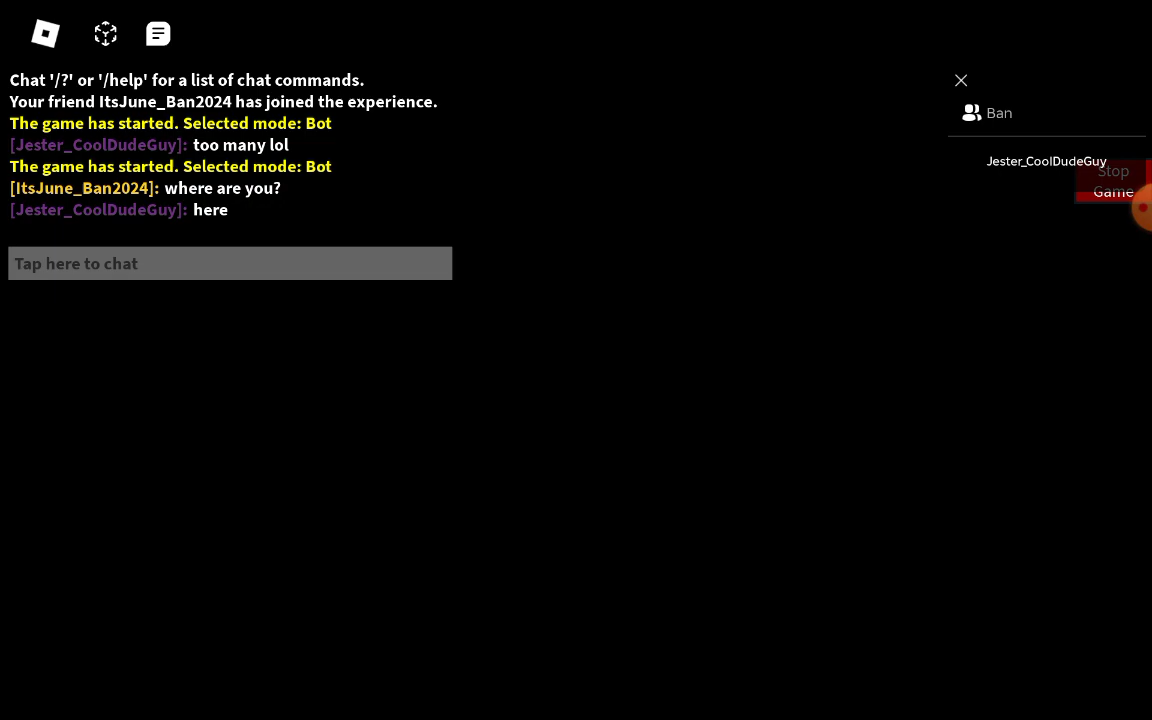 Chat '/?' or '/help' for a list of chat commands.
Your friend ItsJune_Ban2024 has joined the experience.
The game has started. Selected mode: Bot
[Jester_CoolDudeGuy]: too many lol
The game has started. Selected mode: Bot
[ItsJune_Ban2024]: where are you?
[Jester_CoolDudeGuy]: here
Tap here to chat
Ban
Jester_CoolDudeGuy
Stop
Game